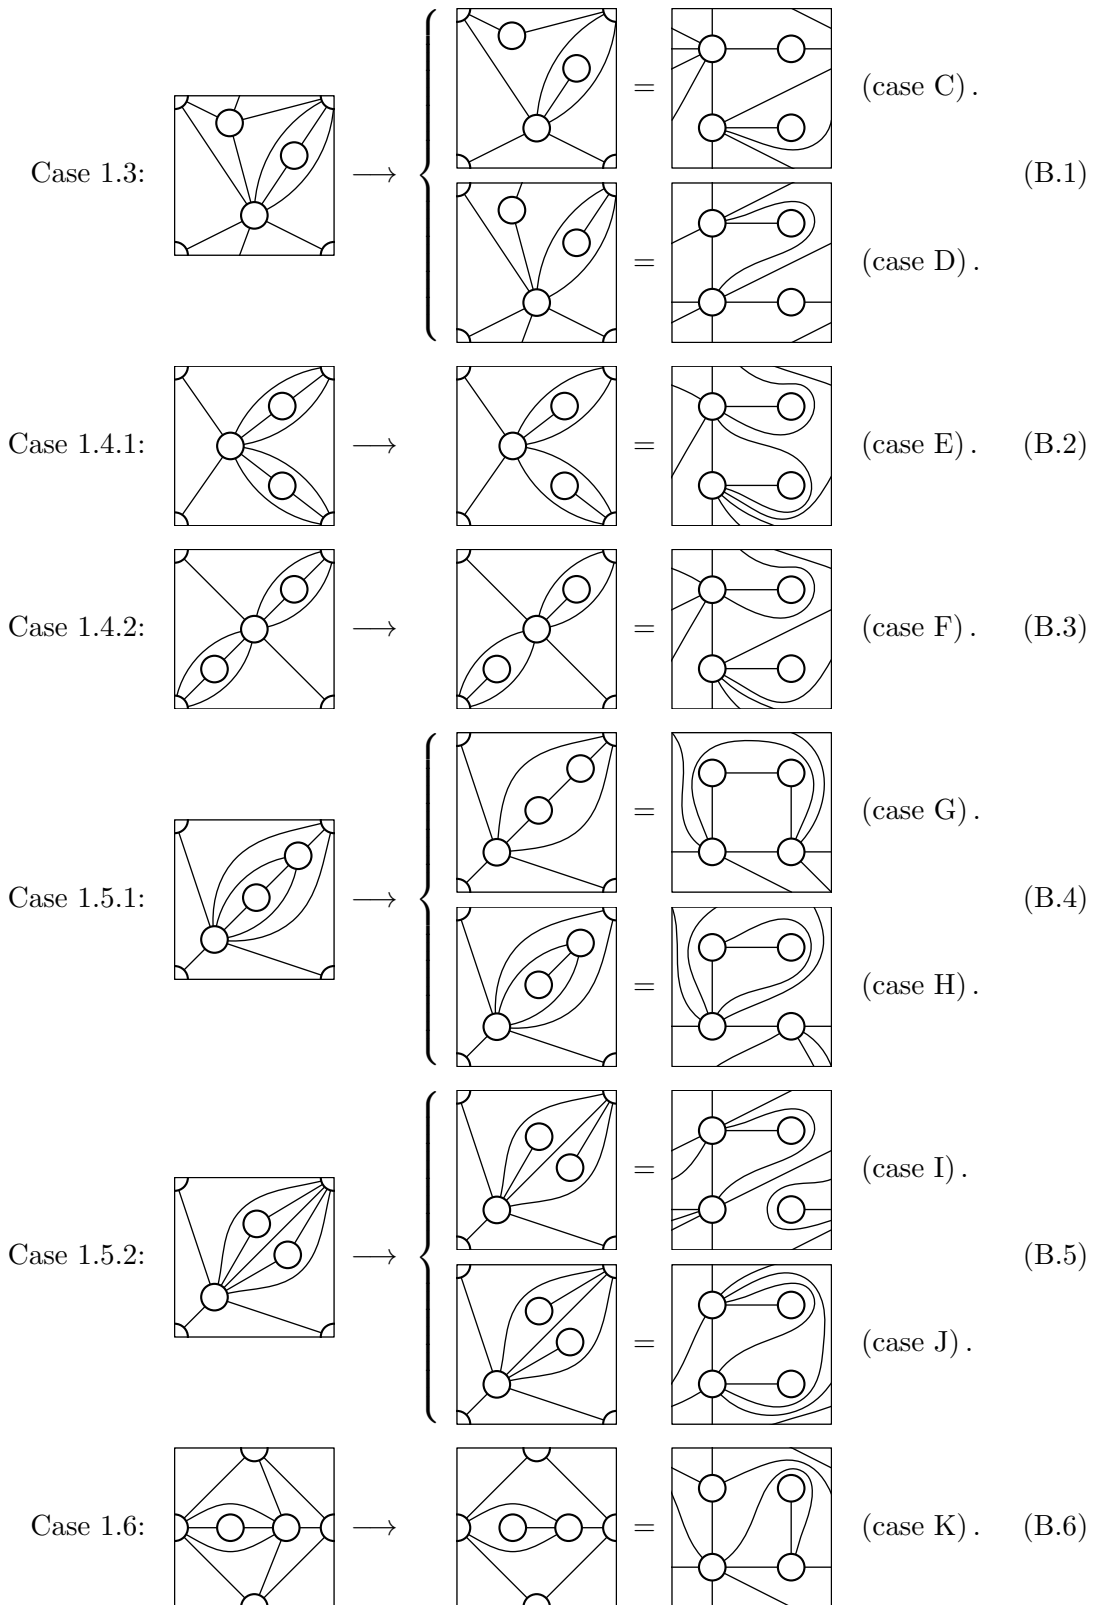 (case C) .
Case 1.3: ⟶ = (B.1)
= (case D) .
Case 1.4.1: ⟶ = (case E) . (B.2)
Case 1.4.2: ⟶ = (case F) . (B.3)
= (case G) .
Case 1.5.1: ⟶ (B.4)
= (case H) .
= (case I) .
Case 1.5.2: ⟶ (B.5)
= (case J) .
Case 1.6: ⟶ = (case K) . (B.6)